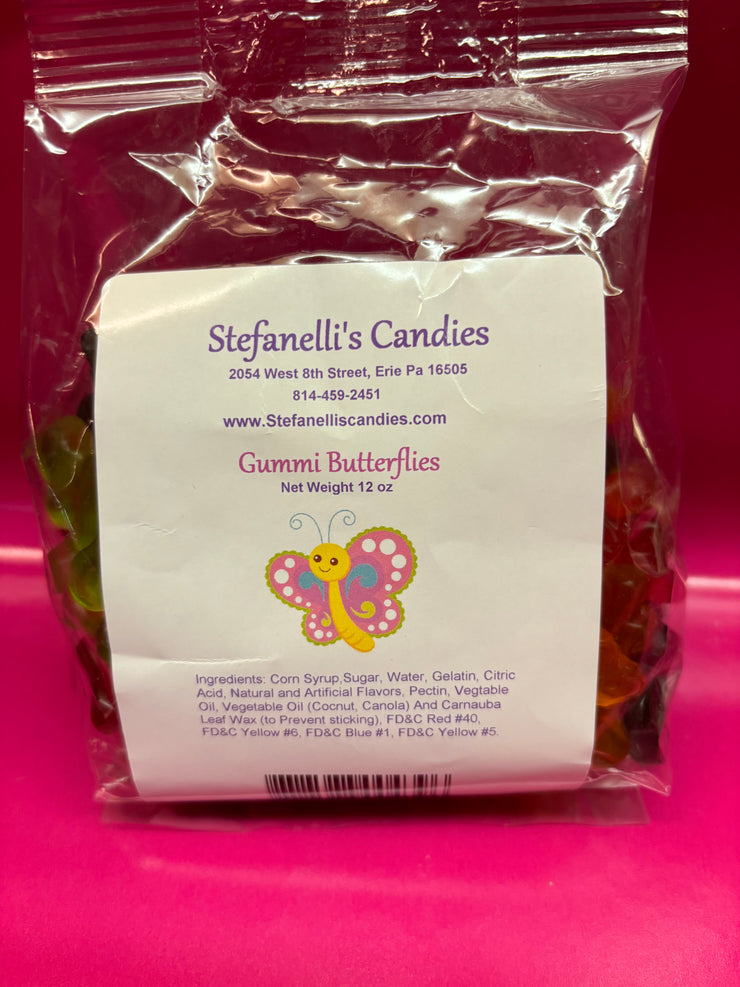 Stefanelli's Candies
2054 West 8th Street, Erie Pa 16505
814-459-2451
www.Stefanelliscandies.com
Gummi Butterflies
Net Weight 12 oz
Ingredients: Corn Syrup,Sugar, Water, Gelatin, Citric
Acid, Natural and Artificial Flavors, Pectin, Vegtable
Oil, Vegetable Oil (Cocnut, Canola) And Carnauba
Leaf Wax (to Prevent sticking), FD&C Red #40,
FD&C Yellow #6, FD&C Blue #1, FD&C Yellow #5.